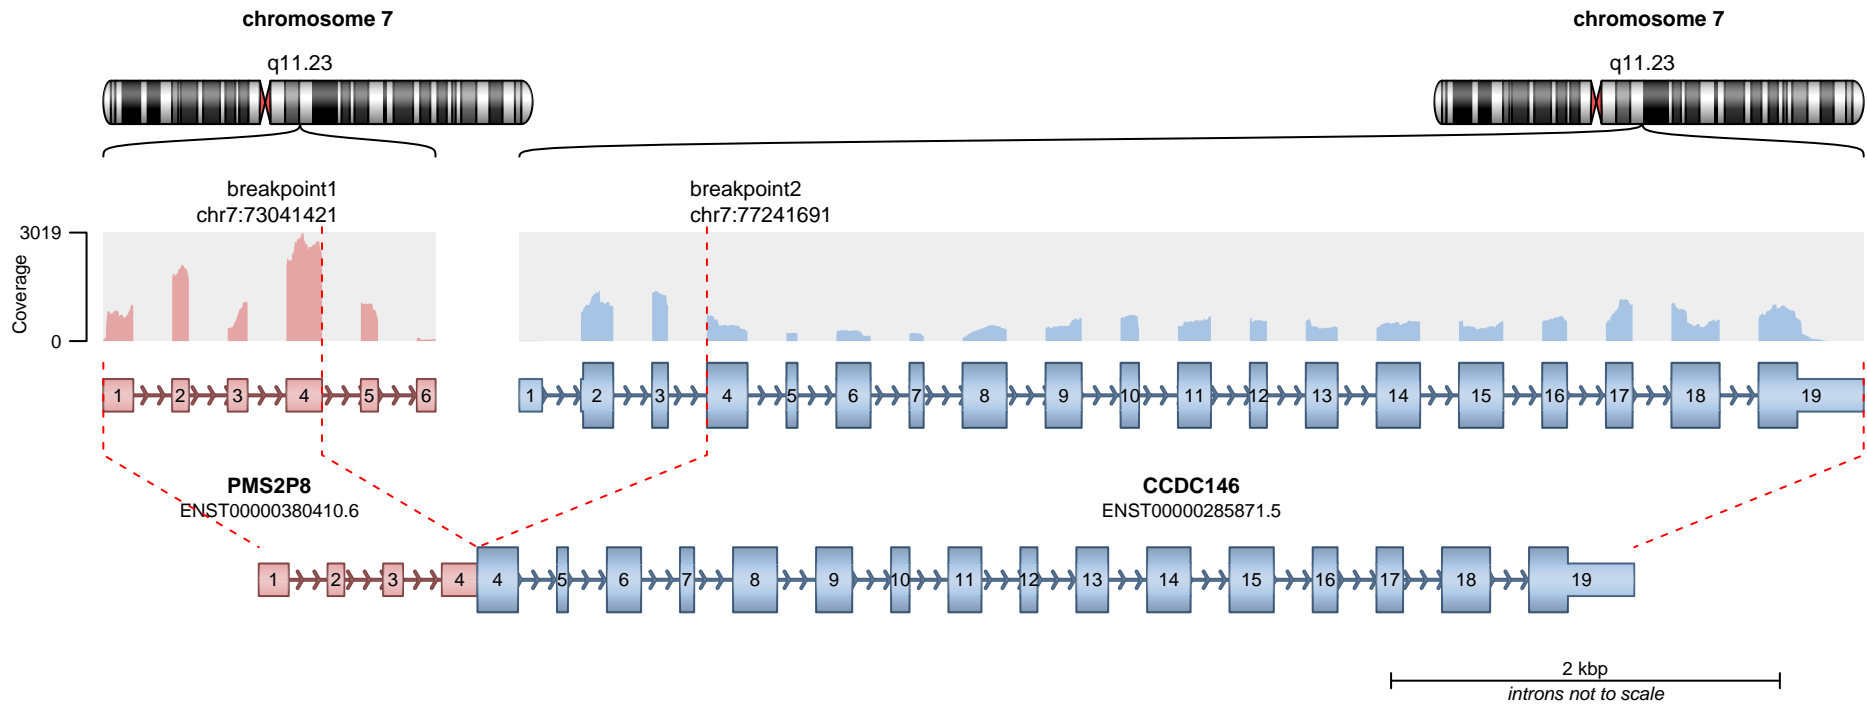 chromosome 7
chromosome 7
q11.23
q11.23
breakpoint1
chr7:73041421
breakpoint2
chr7:77241691
3019
0
Coverage
1 2 3 4 5 6
1 2 3 4 5 6 7 8 9 10 11 12 13 14 15 16 17 18 19
PMS2P8
ENST00000380410.6
CCDC146
ENST00000285871.5
1 2 3 4 4 5 6 7 8 9 10 11 12 13 14 15 16 17 18 19
2 kbp
introns not to scale